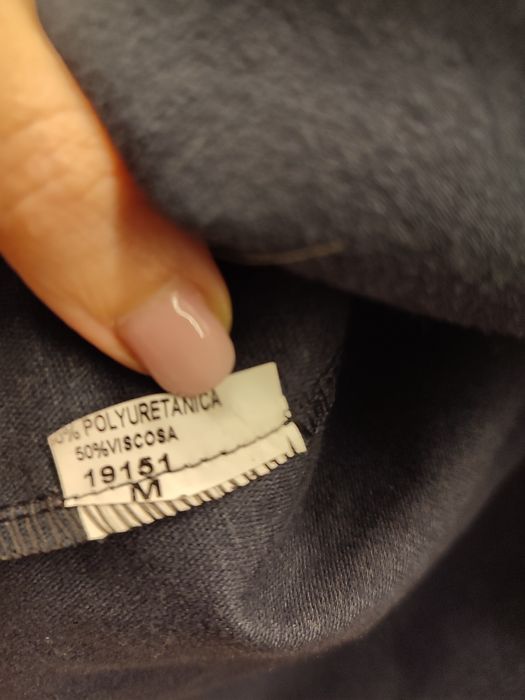 % POLYURETANICA
50%VISCOSA
19151
M